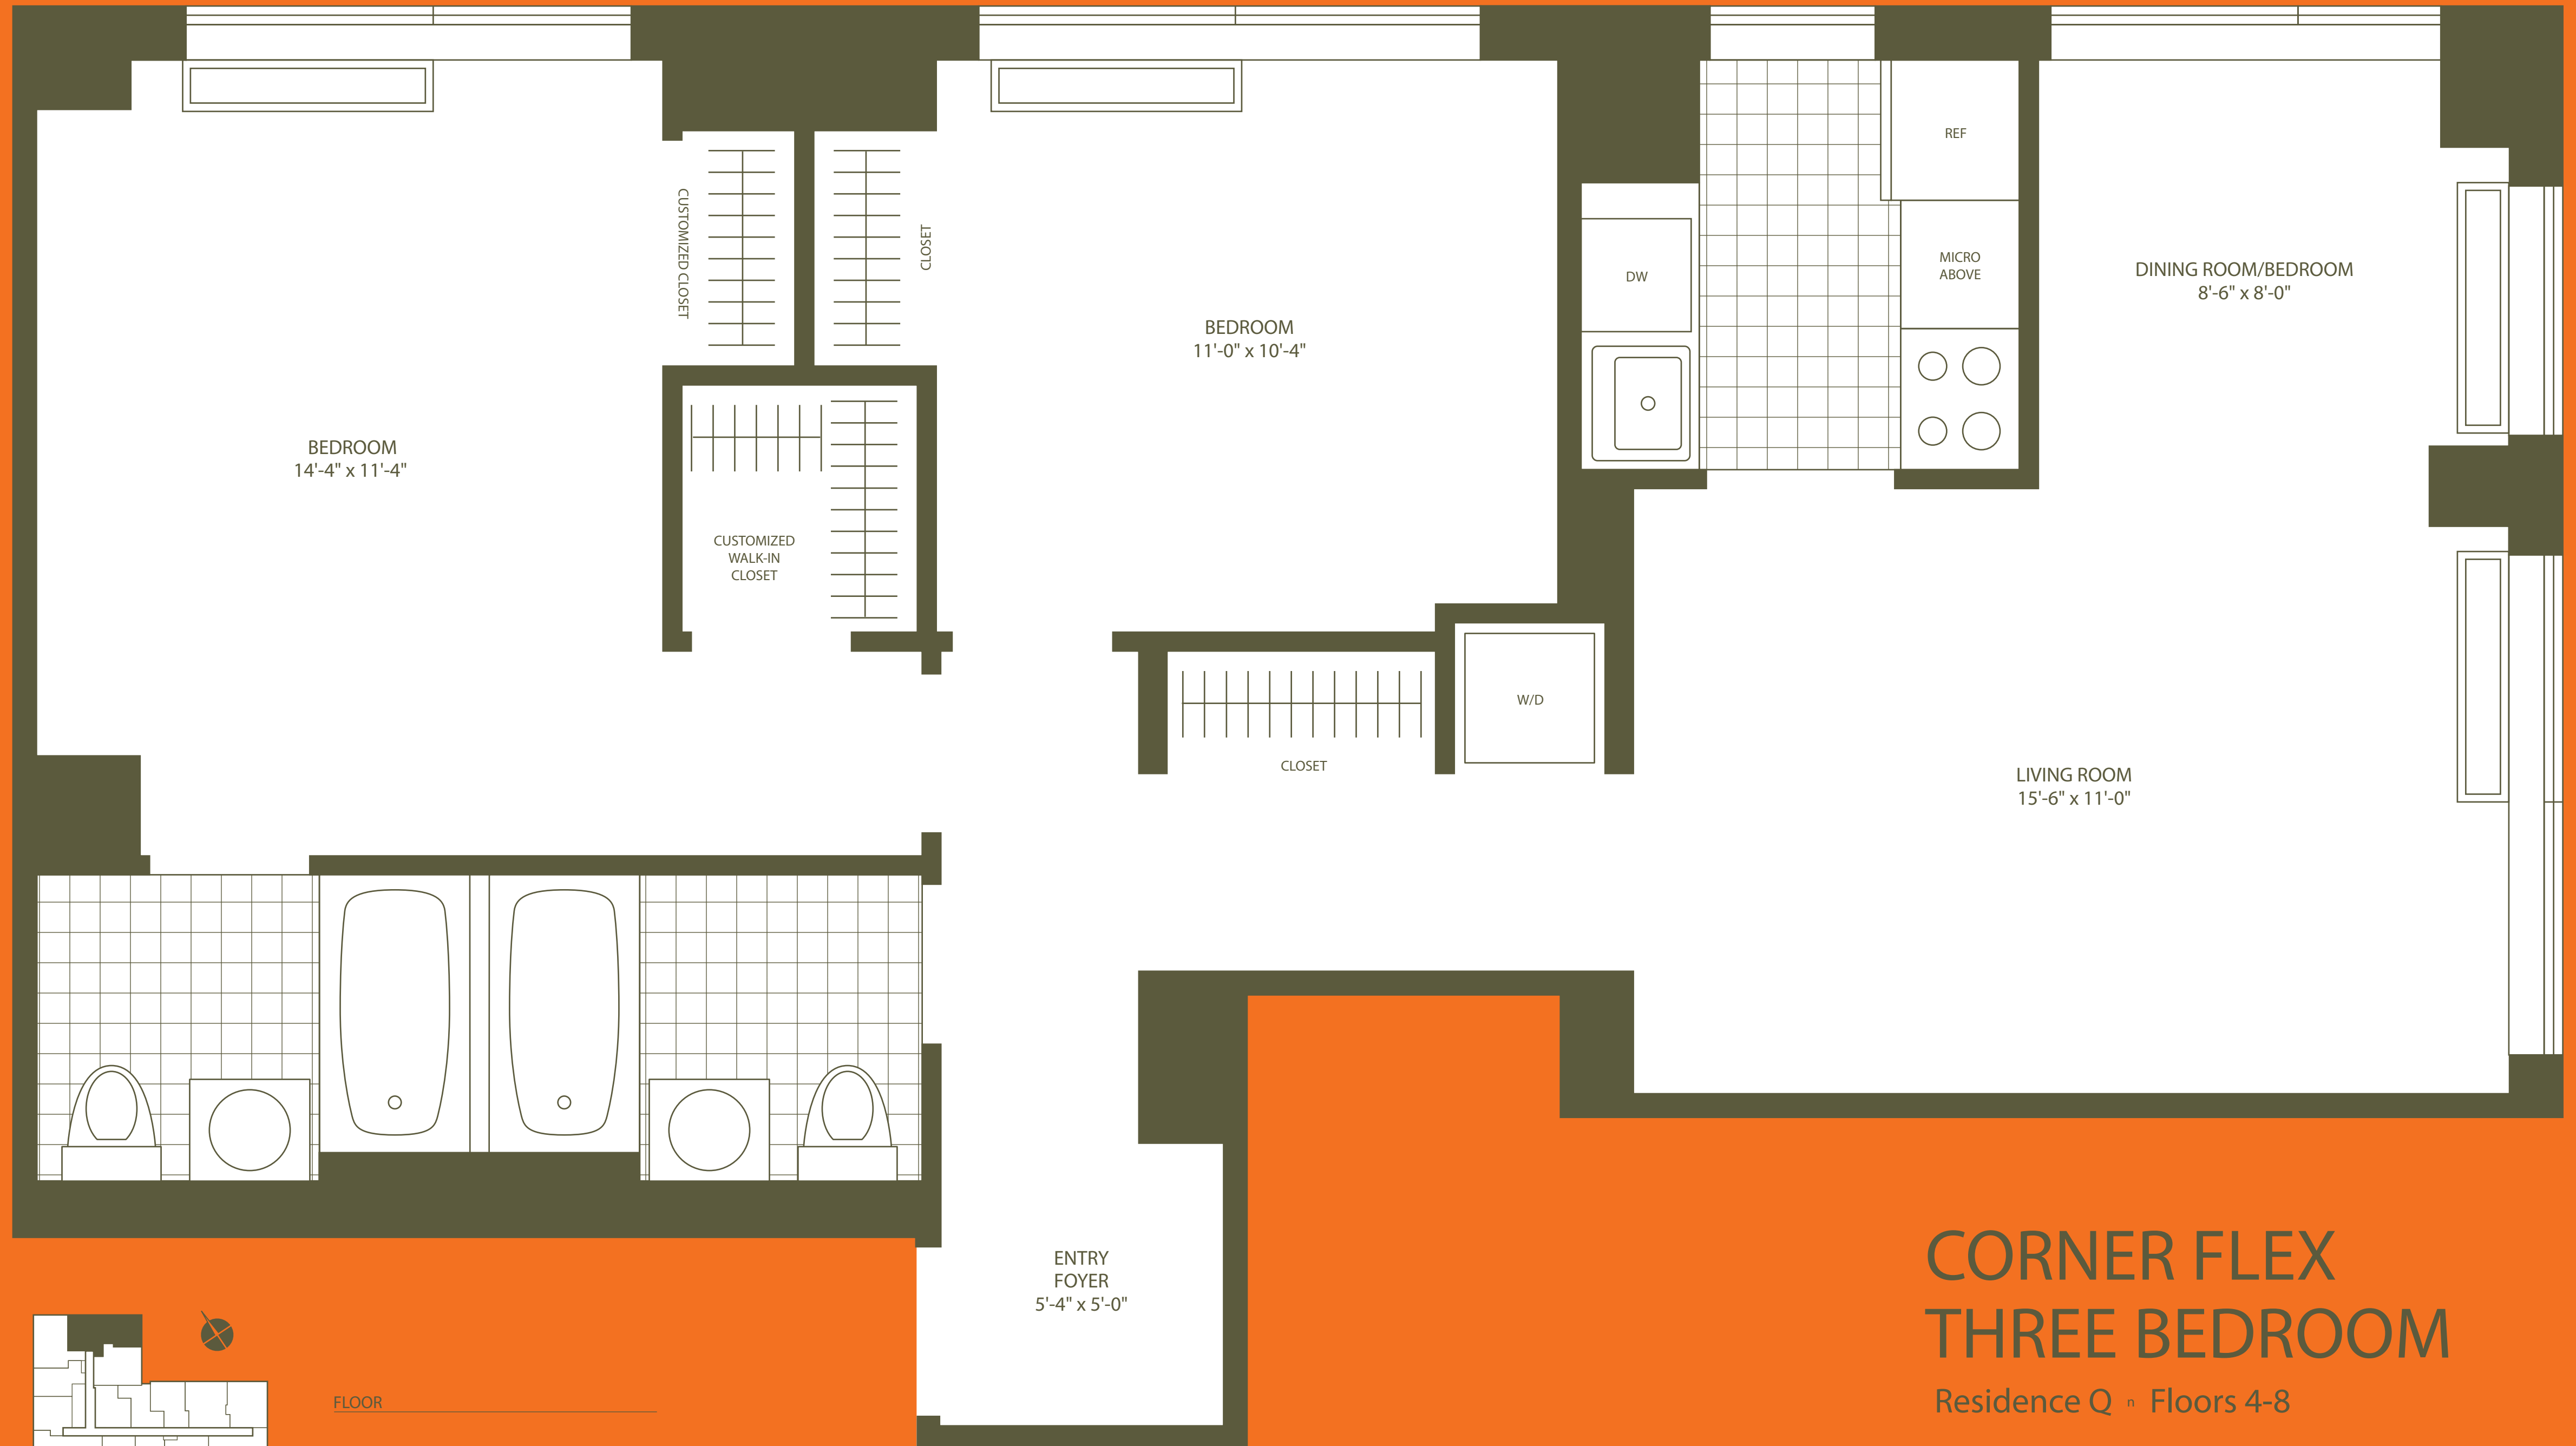 REF
CUSTOMIZED CLOSET
CLOSET
DW
MICRO
ABOVE
DINING ROOM/BEDROOM
8'-6" x 8'-0"
BEDROOM
11'-0" x 10'-4"
BEDROOM
14'-4" x 11'-4"
CUSTOMIZED
WALK-IN
CLOSET
W/D
CLOSET
LIVING ROOM
15'-6" x 11'-0"
ENTRY
FOYER
5'-4" x 5'-0"
CORNER FLEX
THREE BEDROOM
Residence Q n Floors 4-8
FLOOR